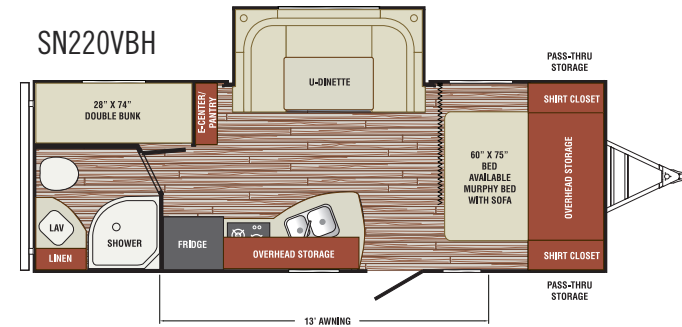 SN220VBH
U-DINETTE
PASS-THRU
STORAGE
28" X 74"
DOUBLE BUNK
E-CENTER/
PANTRY
SHIRT CLOSET
60" X 75"
BED
AVAILABLE
MURPHY BED
WITH SOFA
OVERHEAD STORAGE
LAV
SHOWER
FRIDGE
OVERHEAD STORAGE
LINEN
SHIRT CLOSET
PASS-THRU
STORAGE
13' AWNING